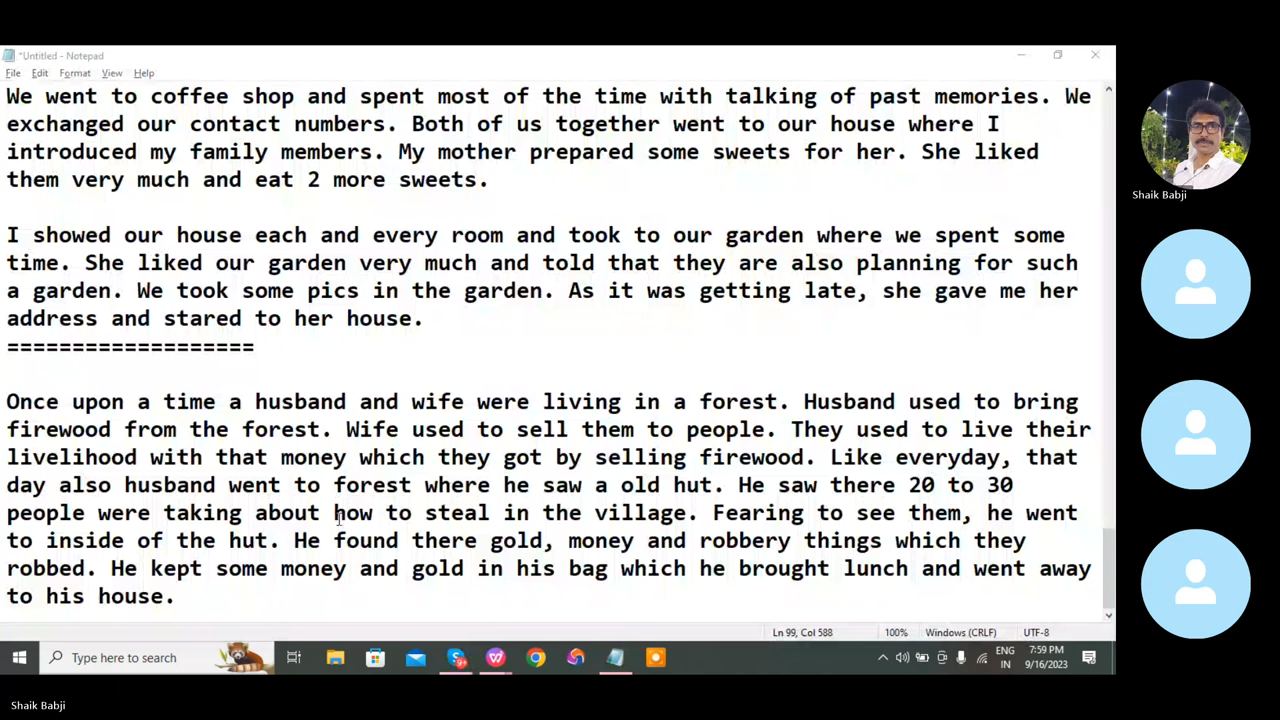 *Untitled - Notepad
File Edit Format View Help
We went to coffee shop and spent most of the time with talking of past memories. We
exchanged our contact numbers. Both of us together went to our house where I
introduced my family members. My mother prepared some sweets for her. She liked
them very much and eat 2 more sweets.
I showed our house each and every room and took to our garden where we spent some
time. She liked our garden very much and told that they are also planning for such
a garden. We took some pics in the garden. As it was getting late, she gave me her
address and stared to her house.
===================
Once upon a time a husband and wife were living in a forest. Husband used to bring
firewood from the forest. Wife used to sell them to people. They used to live their
livelihood with that money which they got by selling firewood. Like everyday, that
day also husband went to forest where he saw a old hut. He saw there 20 to 30
people were taking about how to steal in the village. Fearing to see them, he went
to inside of the hut. He found there gold, money and robbery things which they
robbed. He kept some money and gold in his bag which he brought lunch and went away
to his house.
Ln 99, Col 588 100% Windows (CRLF) UTF-8
Type here to search
ENG
IN
7:59 PM
9/16/2023
Shaik Babji
Shaik Babji